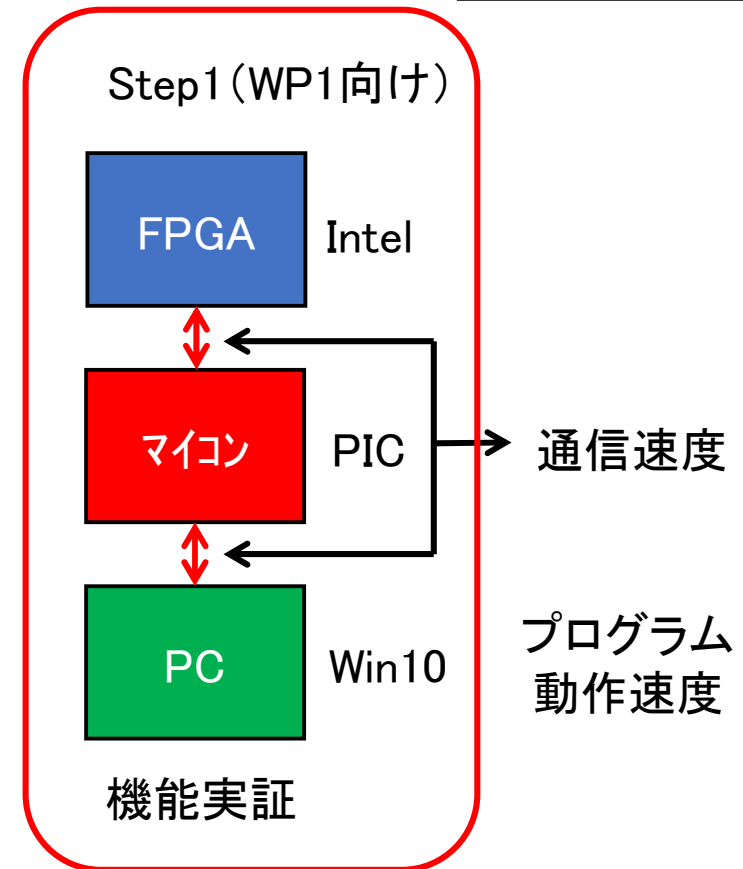 Step1（WP1向け）
FPGA
Intel
マイコン
PIC
通信速度
PC
Win10
プログラム
動作速度
機能実証